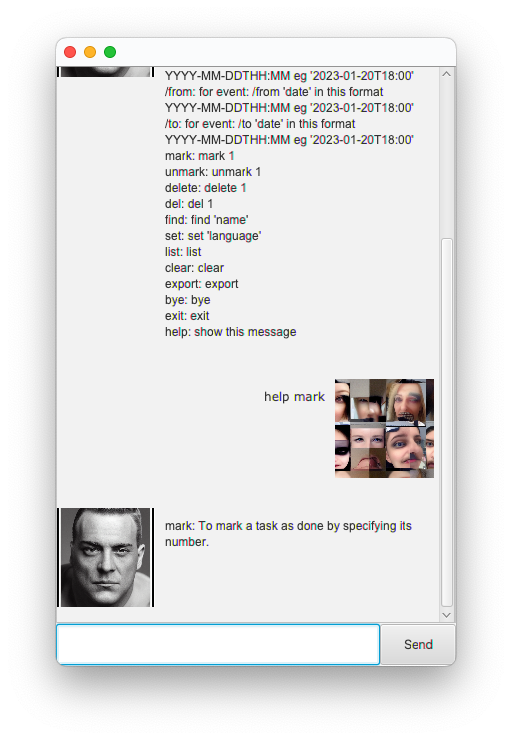 YYYY-MM-DDTHH:MM eg '2023-01-20T18:00'
/from: for event: /from 'date' in this format
YYYY-MM-DDTHH:MM eg '2023-01-20T18:00'
/to: for event: /to 'date' in this format
YYYY-MM-DDTHH:MM eg '2023-01-20T18:00'
mark: mark 1
unmark: unmark 1
delete: delete 1
del: del 1
find: find 'name'
set: set 'language'
list: list
clear: clear
export: export
bye: bye
exit: exit
help: show this message
help mark
mark: To mark a task as done by specifying its
number.
Send